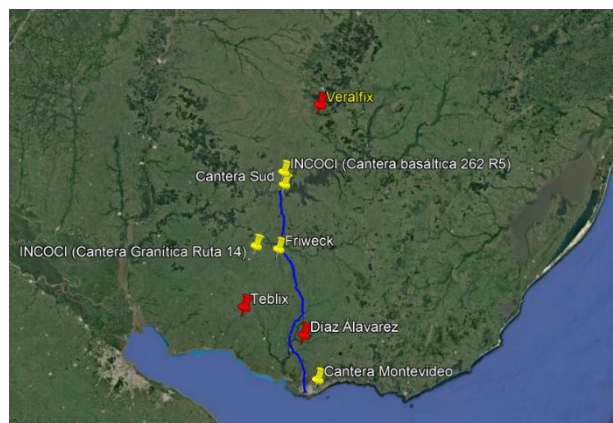 Veralfix
INCOCI (Cantera basáltica 262 R5)
Cantera Sud
Friweck
INCOCI (Cantera Granítica Ruta 14)
Teblix
Díaz Álavarez
Cantera Montevideo